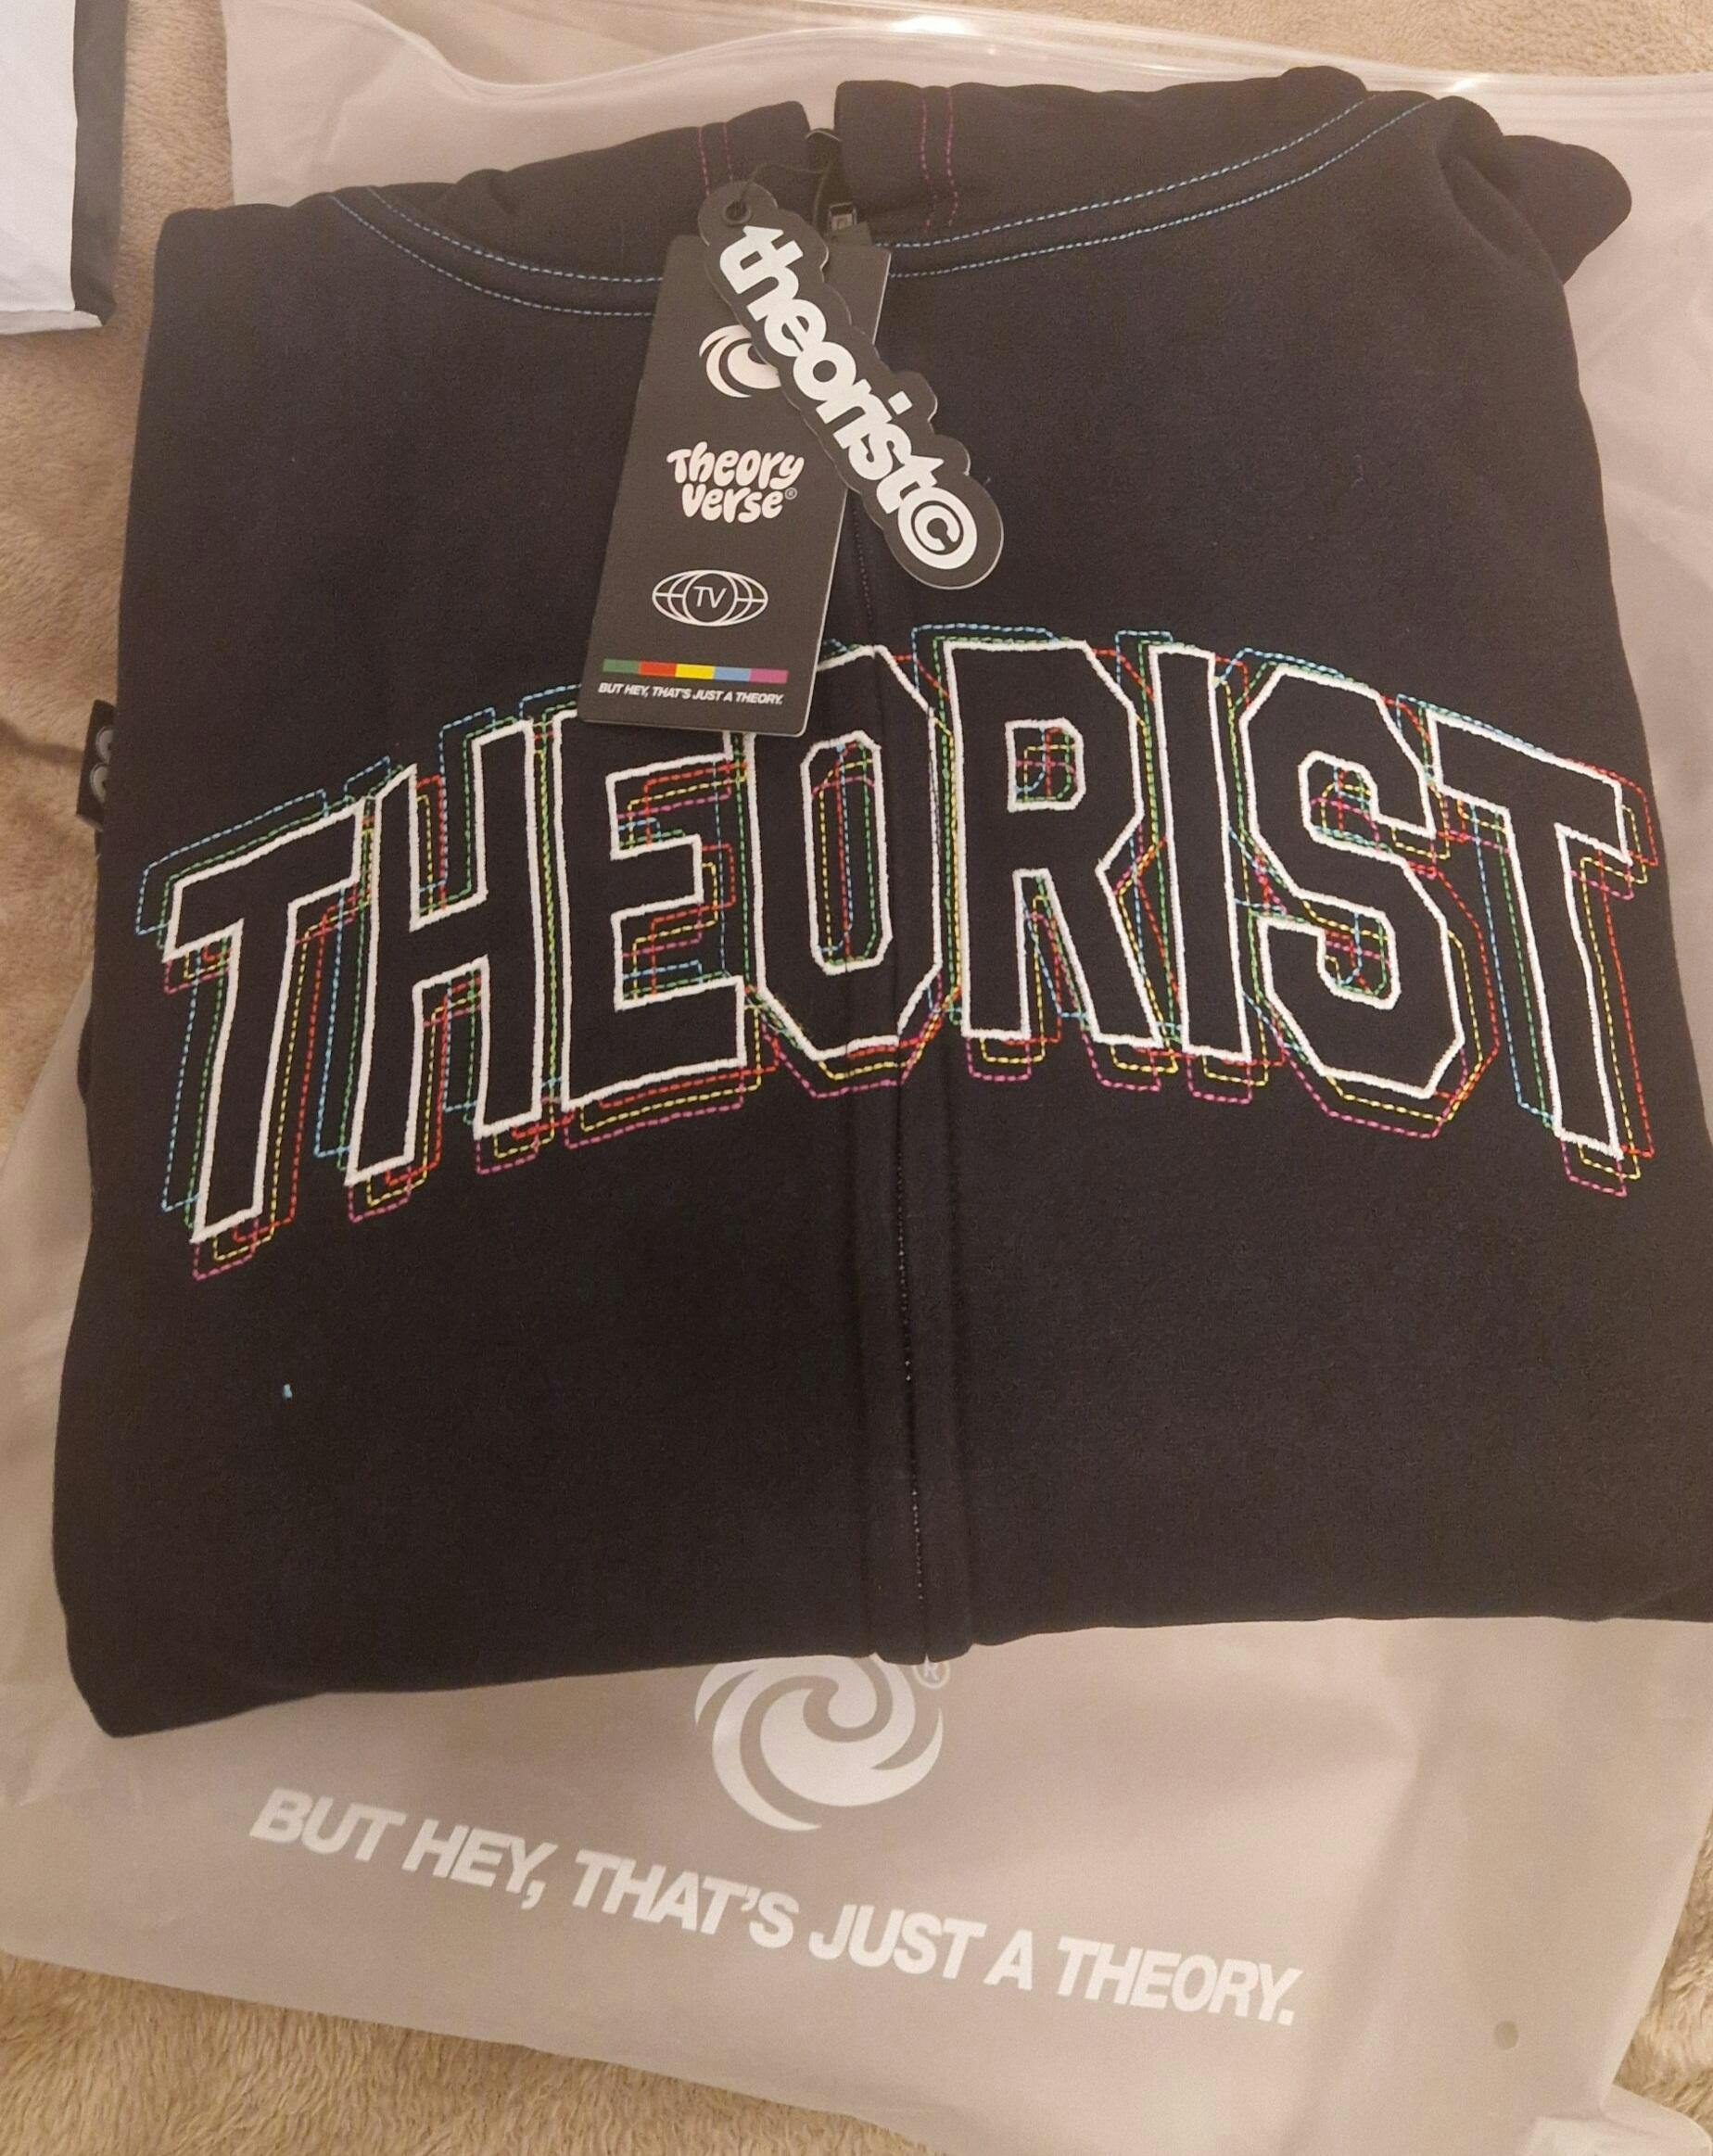 theorist©
Theory
Verse®
TV
BUT HEY, THAT'S JUST A THEORY.
THEORIST
®
BUT HEY, THAT'S JUST A THEORY.